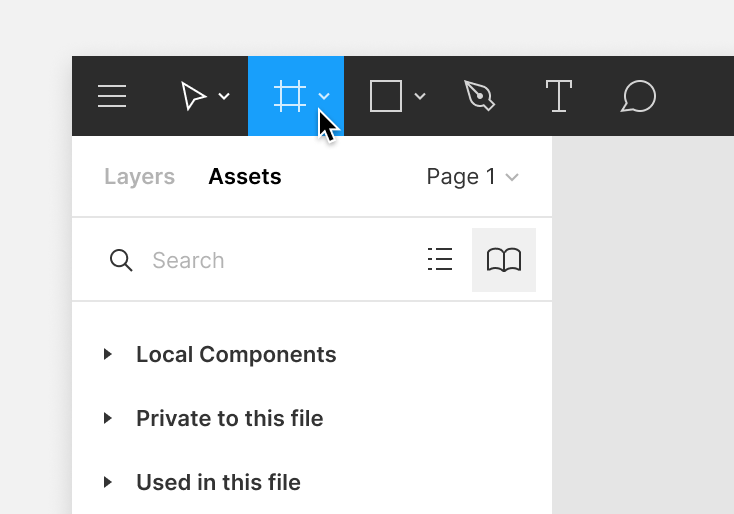 Layers Assets Page 1
Search
Local Components
Private to this file
Used in this file